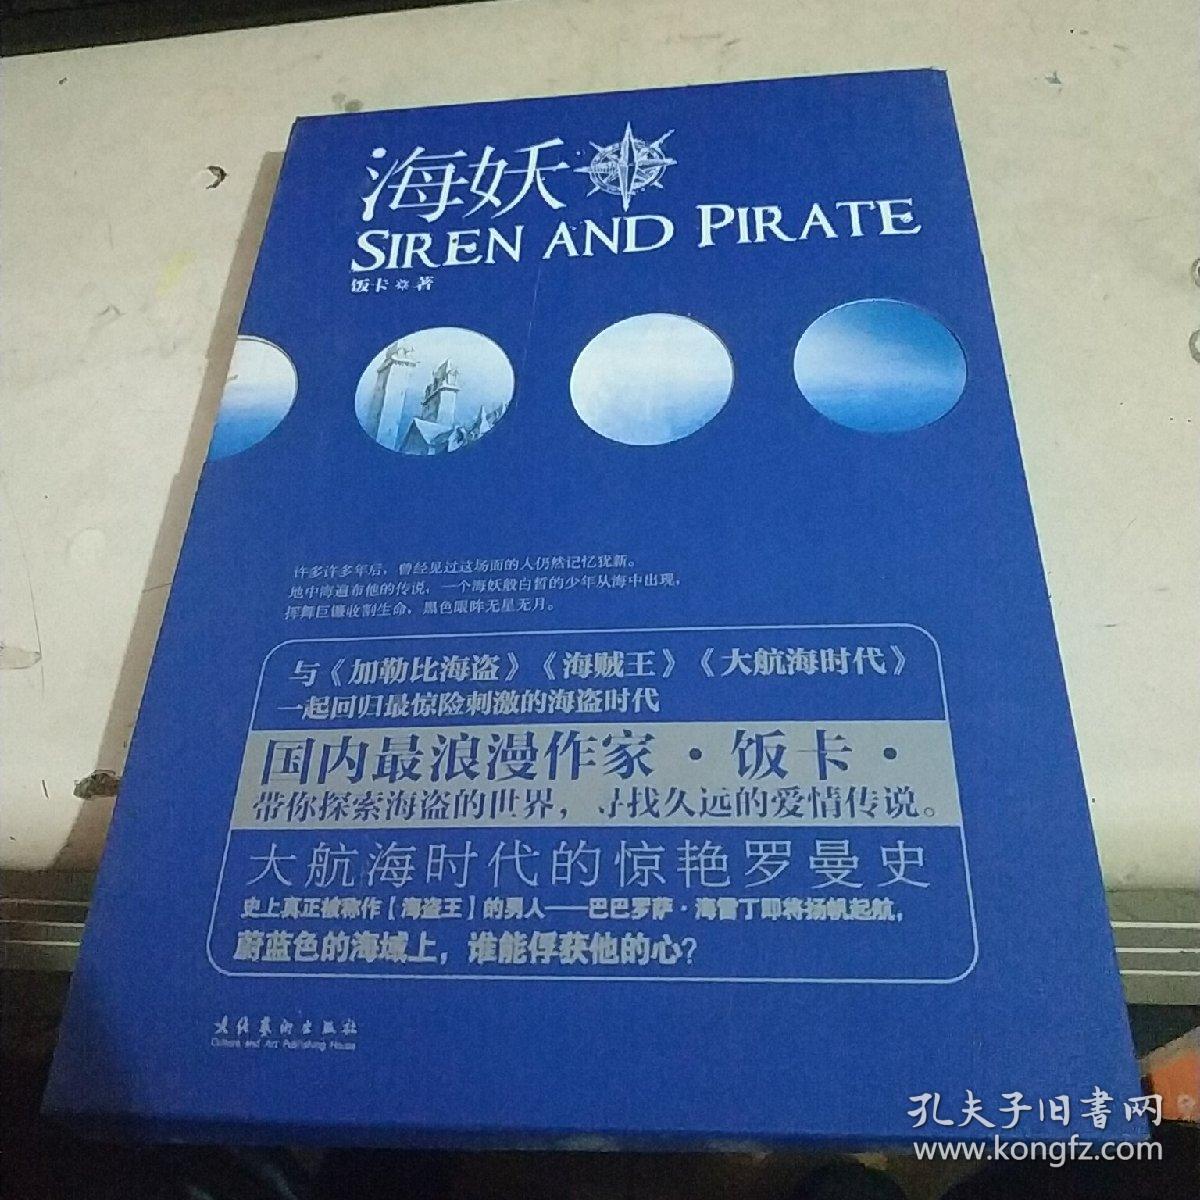 海妖
SIREN AND PIRATE
饭卡 著
许多许多年后，曾经见过这场面的人仍然记忆犹新。
地中海遍布他的传说，一个海妖般白皙的少年从海中出现，
挥舞巨镰收割生命，黑色眼眸无星无月。
与《加勒比海盗》《海贼王》《大航海时代》
一起回归最惊险刺激的海盗时代
国内最浪漫作家·饭卡·
带你探索海盗的世界，寻找久远的爱情传说。
大航海时代的惊艳罗曼史
史上真正被称作【海盗王】的男人——巴巴罗萨·海雷丁即将扬帆起航，
蔚蓝色的海域上，谁能俘获他的心？
文化艺术出版社
Culture and Art Publishing House
孔夫子旧書网
www.kongfz.com